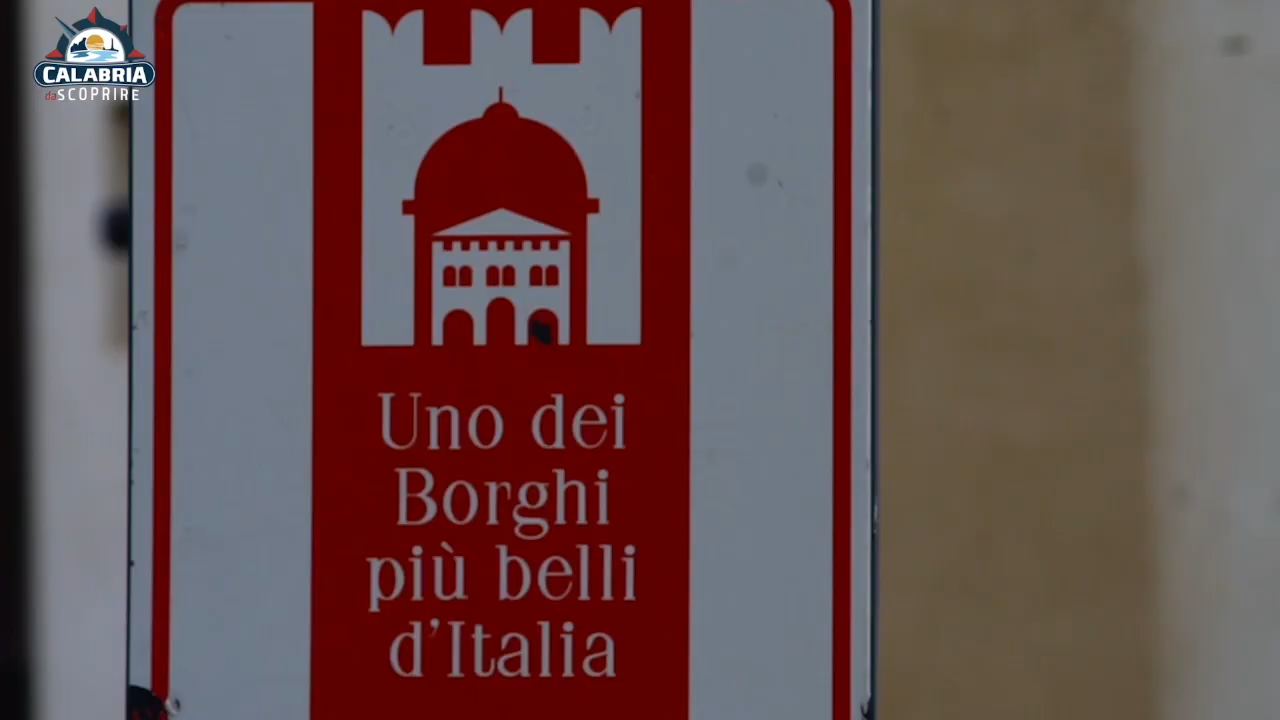 CALABRIA
daSCOPRIRE
Uno dei
Borghi
più belli
d'Italia